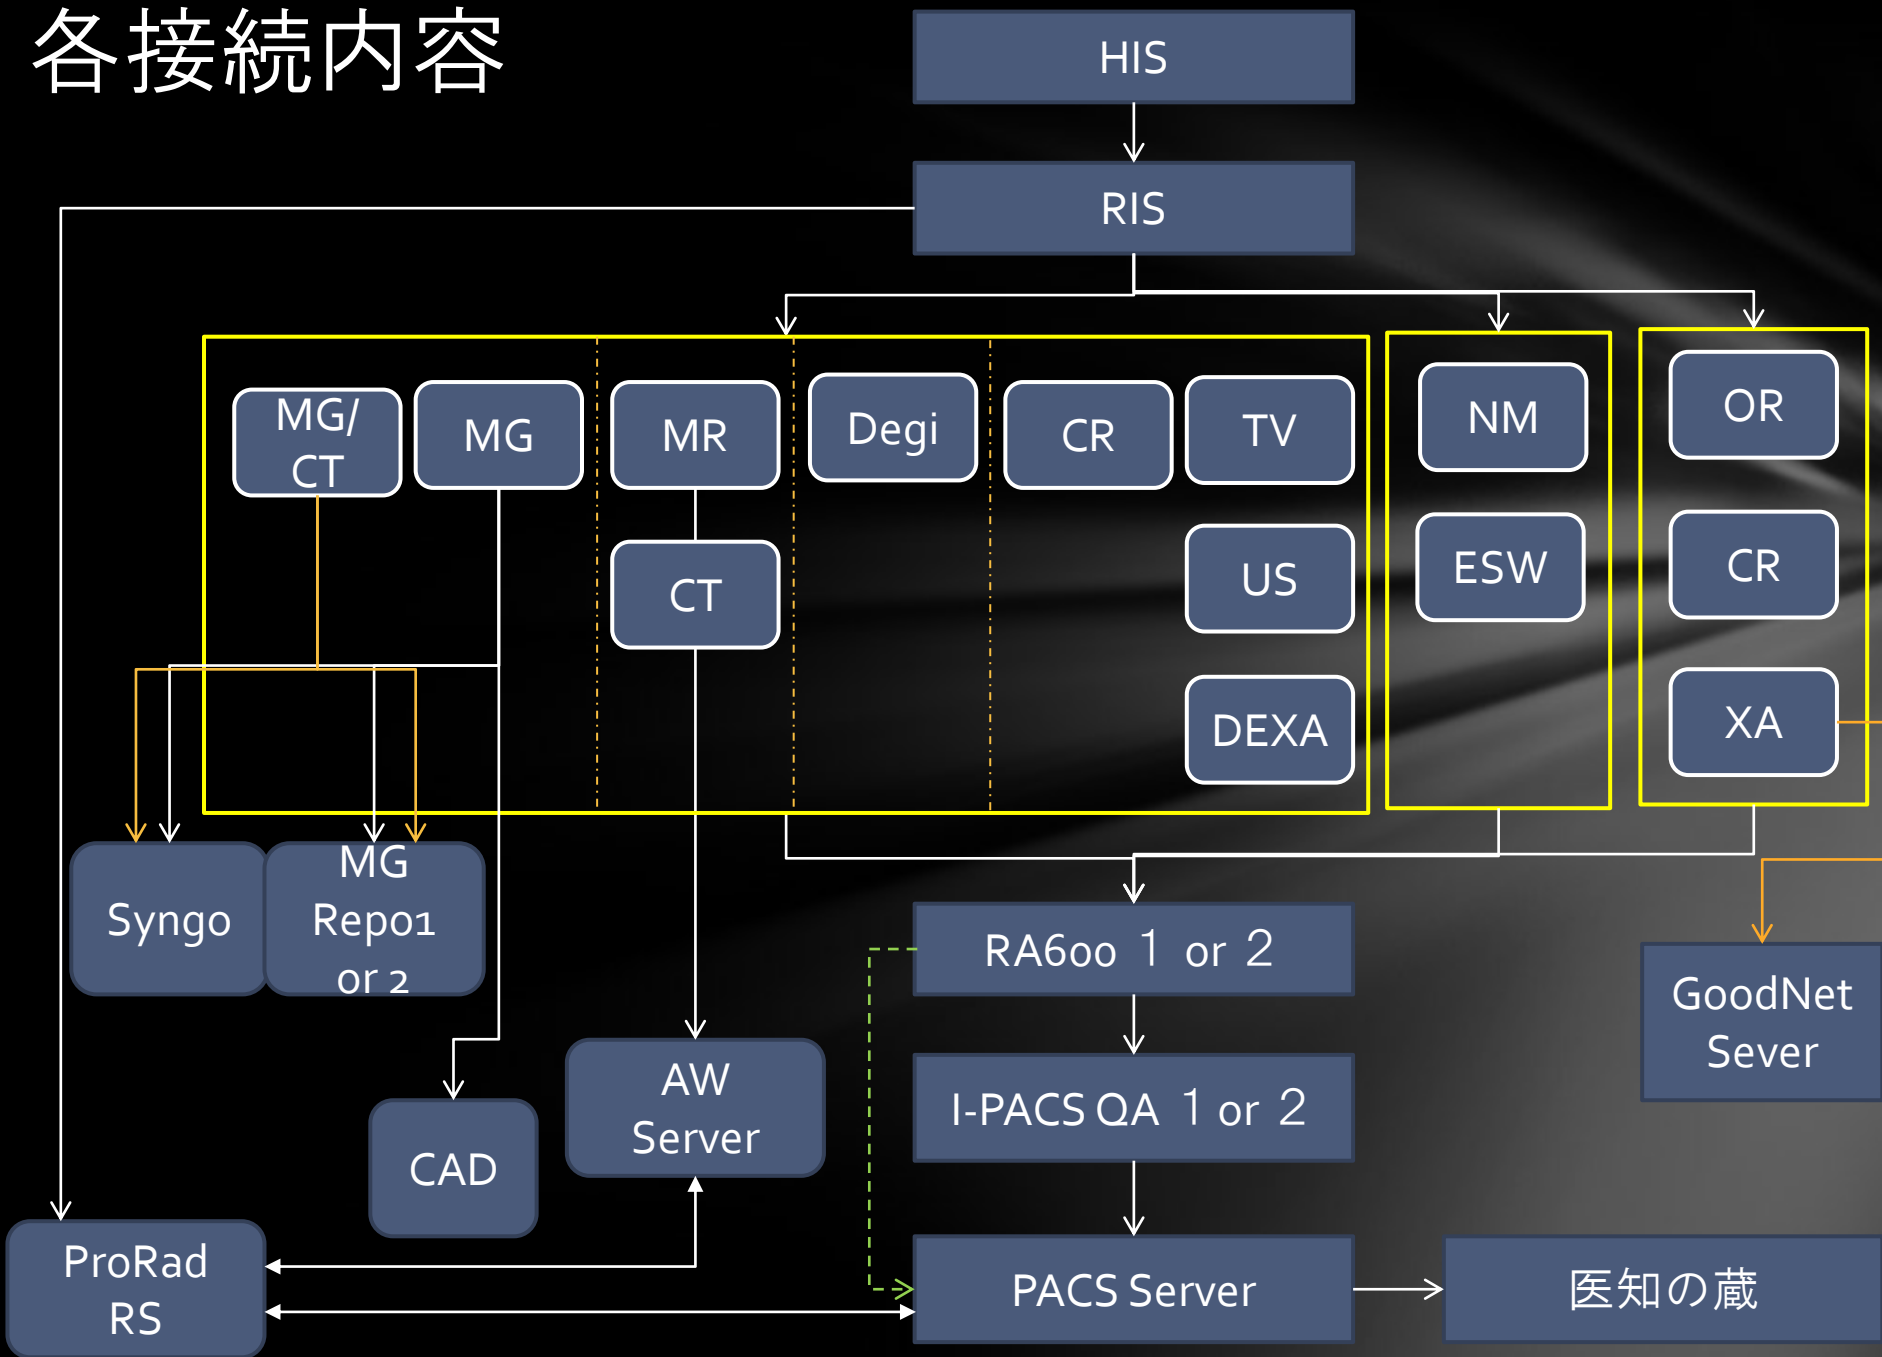 各接続内容
HIS
RIS
MG/
CT
MG
MR
Degi
CR
TV
NM
OR
CT
US
ESW
CR
DEXA
XA
Syngo
MG
Repo1
or 2
RA600 １ or ２
GoodNet
Sever
AW
Server
I-PACS QA １ or ２
CAD
ProRad
RS
PACS Server
医知の蔵